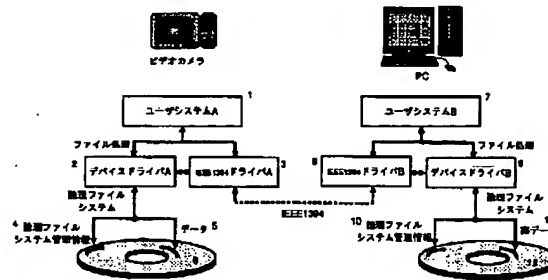 ビデオカメラ
PC
1
ユーザシステムA
7
ユーザシステムB
ファイル処理
ファイル処理
2
デバイスドライバA
IEEE1394ドライバA
3
8
IEEE1394ドライバB
デバイスドライバB
9
論理ファイル
システム
IEEE1394
論理ファイル
システム
4
論理ファイル
システム管理情報
データ
5
10
論理ファイル
システム管理情報
データ
6
12